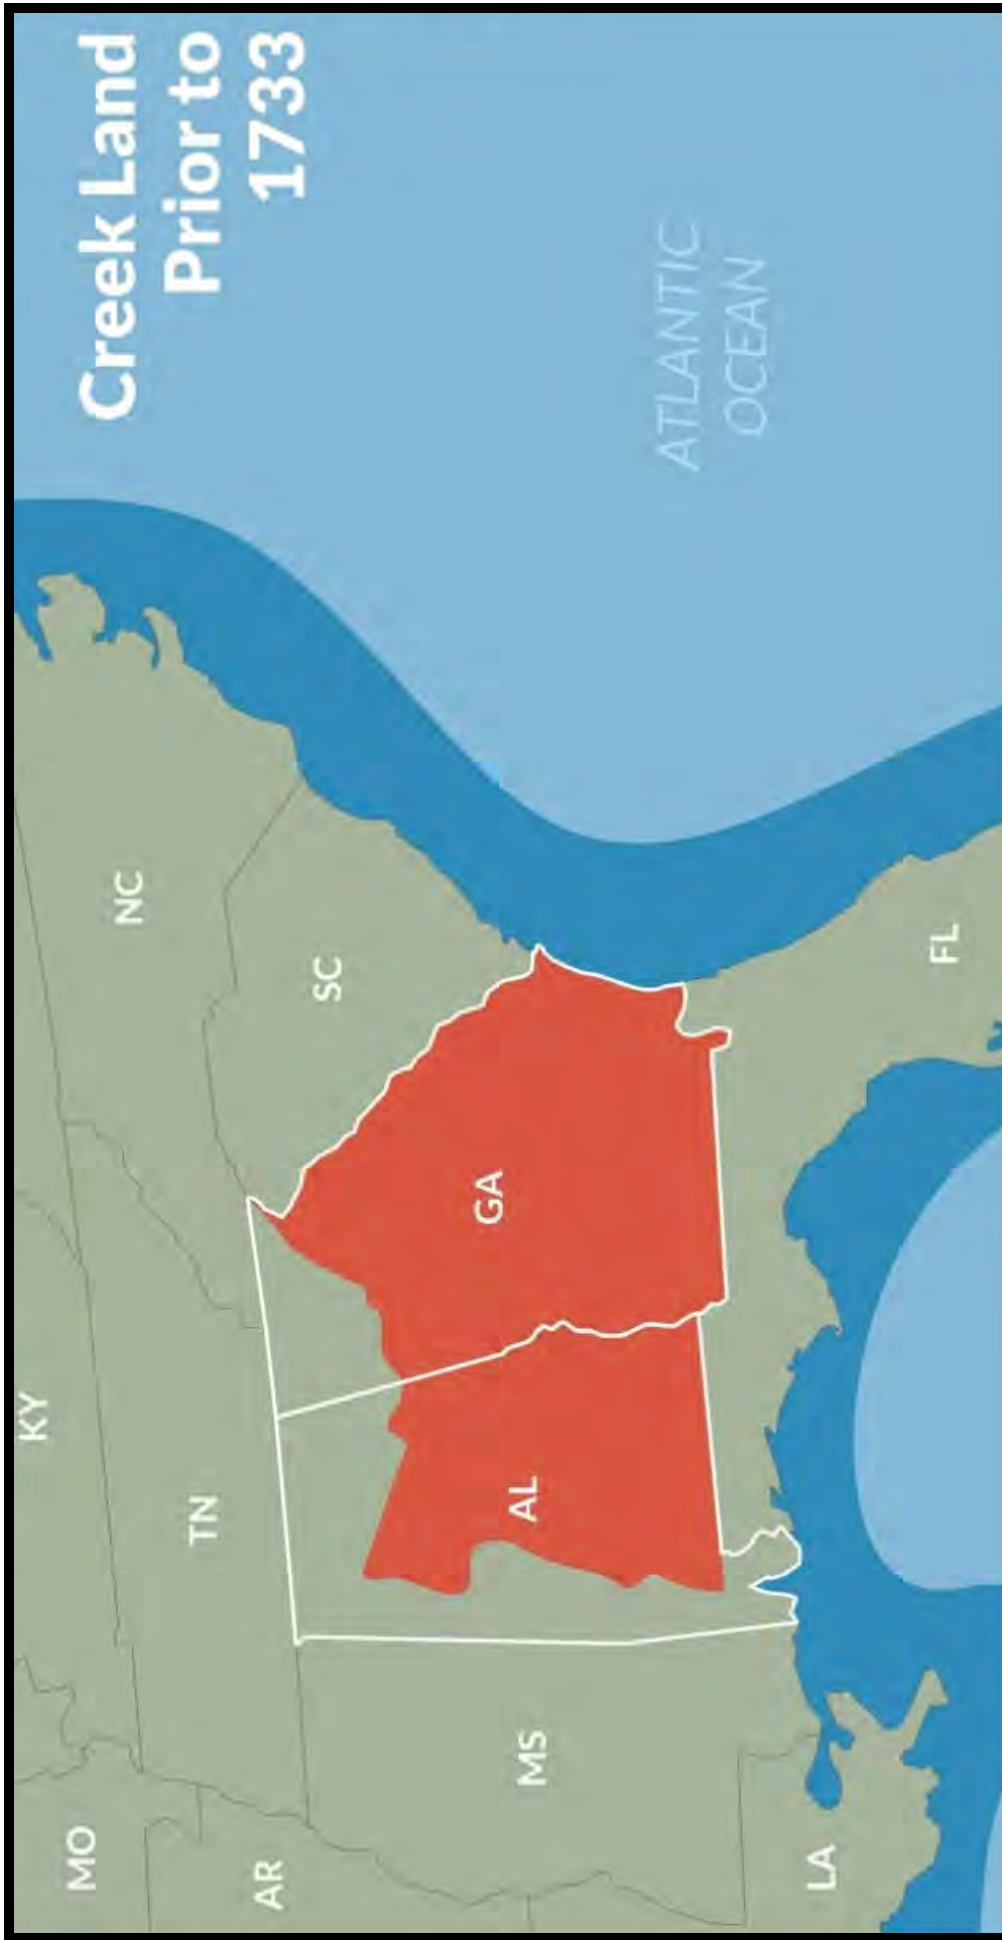 Creek Land
Prior to
1733
ATLANTIC
OCEAN
KY
NC
MO
TN
SC
AR
GA
AL
MS
FL
LA